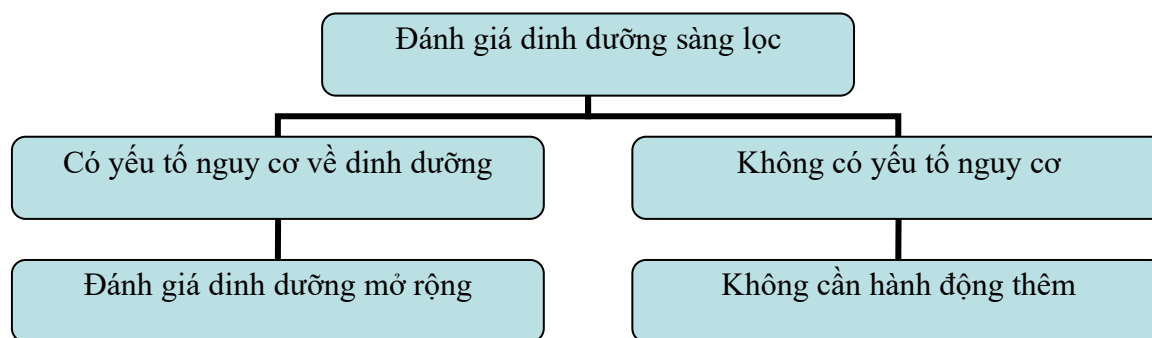 Đánh giá dinh dưỡng sàng lọc
Có yếu tố nguy cơ về dinh dưỡng
Không có yếu tố nguy cơ
Đánh giá dinh dưỡng mở rộng
Không cần hành động thêm